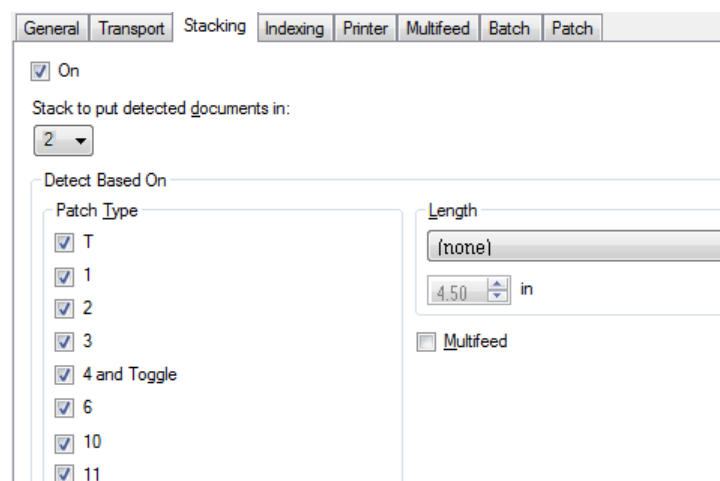 General Transport Stacking Indexing Printer Multifeed Batch Patch
On
Stack to put detected documents in:
2
Detect Based On
Patch Type
T
1
2
3
4 and Toggle
6
10
11
Length
(none)
4.50 in
Multifeed